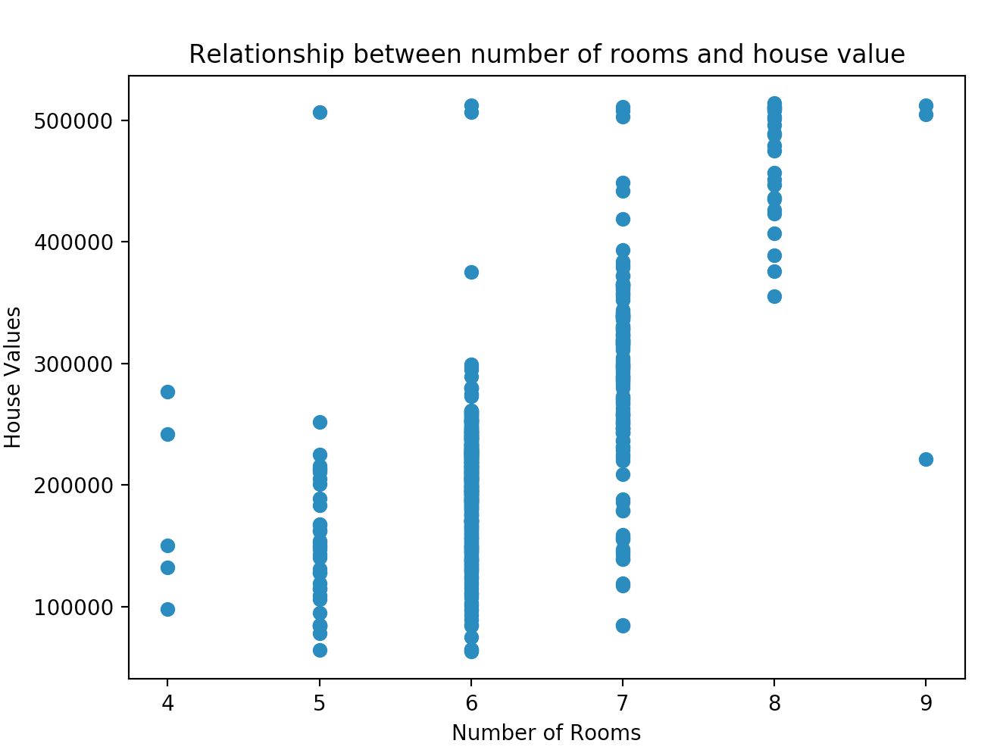 Relationship between number of rooms and house value
500000
400000
300000
200000
100000
House Values
4 5 6 7 8 9
Number of Rooms